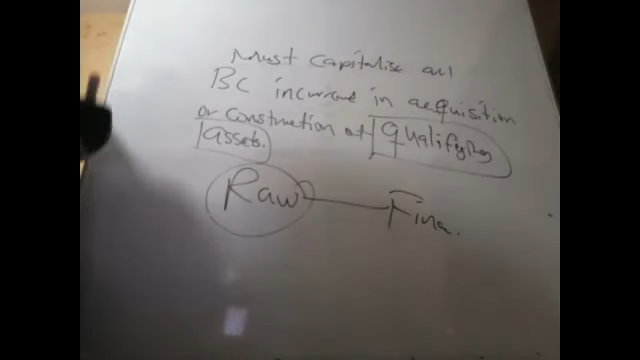 Must capitalise all
BC incurred in acquisition
or construction of qualifying
assets.
Raw Fina.